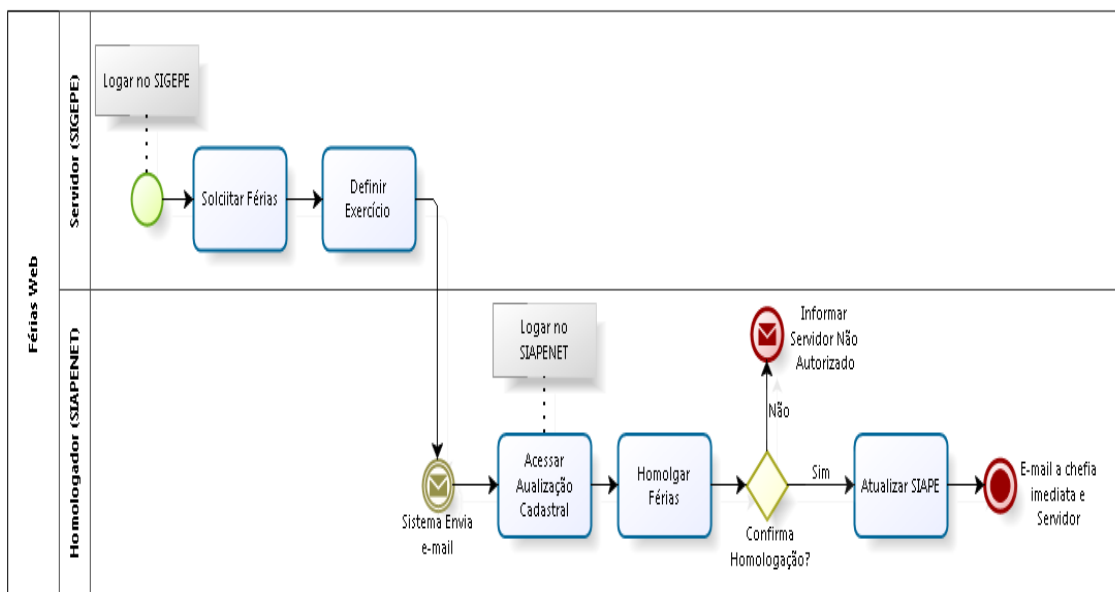 Férias Web
Servidor (SIGEPE)
Logar no SIGEPE
Solciitar Férias
Definir
Exercício
Homologador (SIAPENET)
Sistema Envia
e-mail
Logar no
SIAPENET
Acessar
Aualização
Cadastral
Homolgar
Férias
Confirma
Homologação?
Não
Informar
Servidor Não
Autorizado
Sim
Atualizar SIAPE
E-mail a chefia
imediata e
Servidor